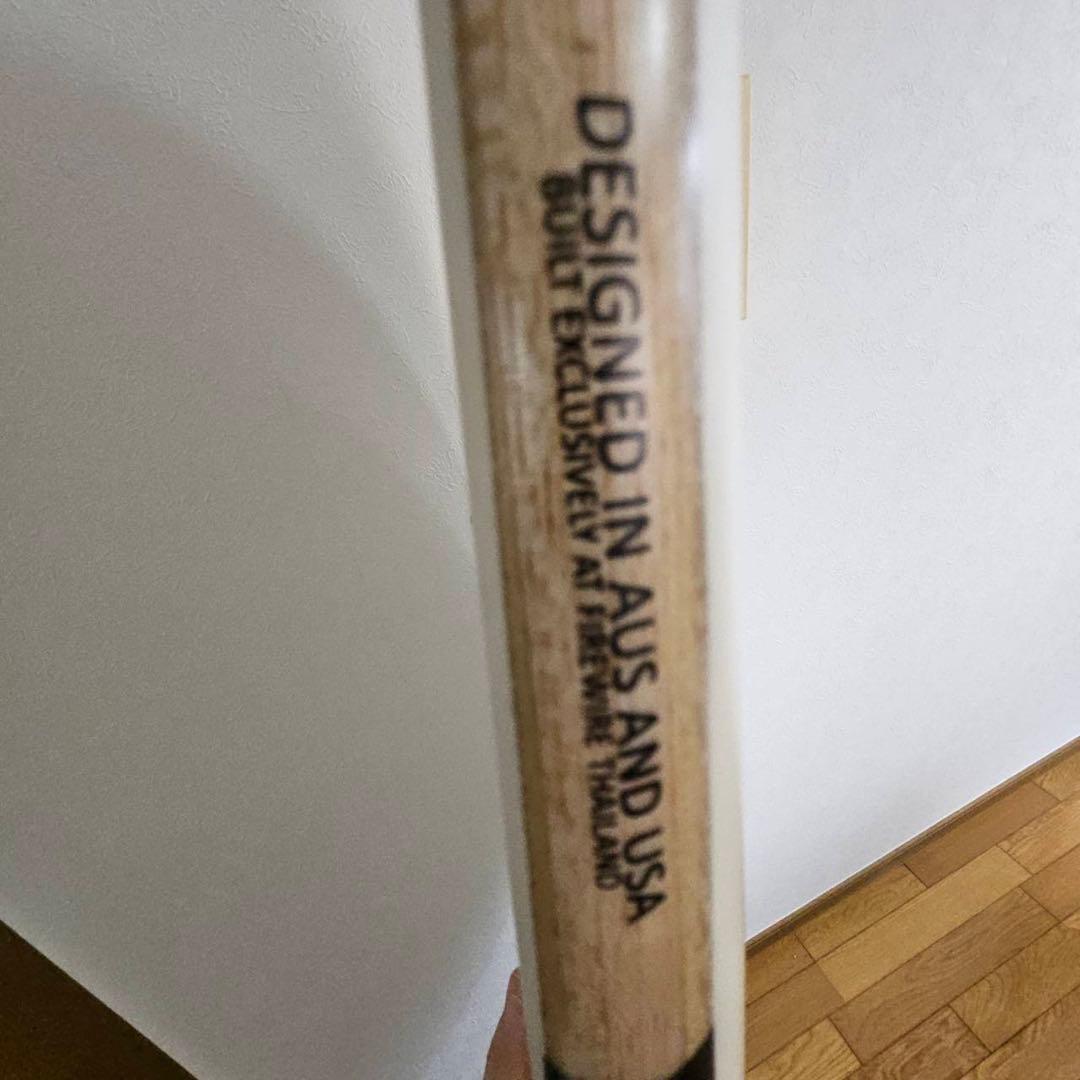 DESIGNED IN AUS AND USA
BUILT EXCLUSIVELY AT FIREWIRE THAILAND